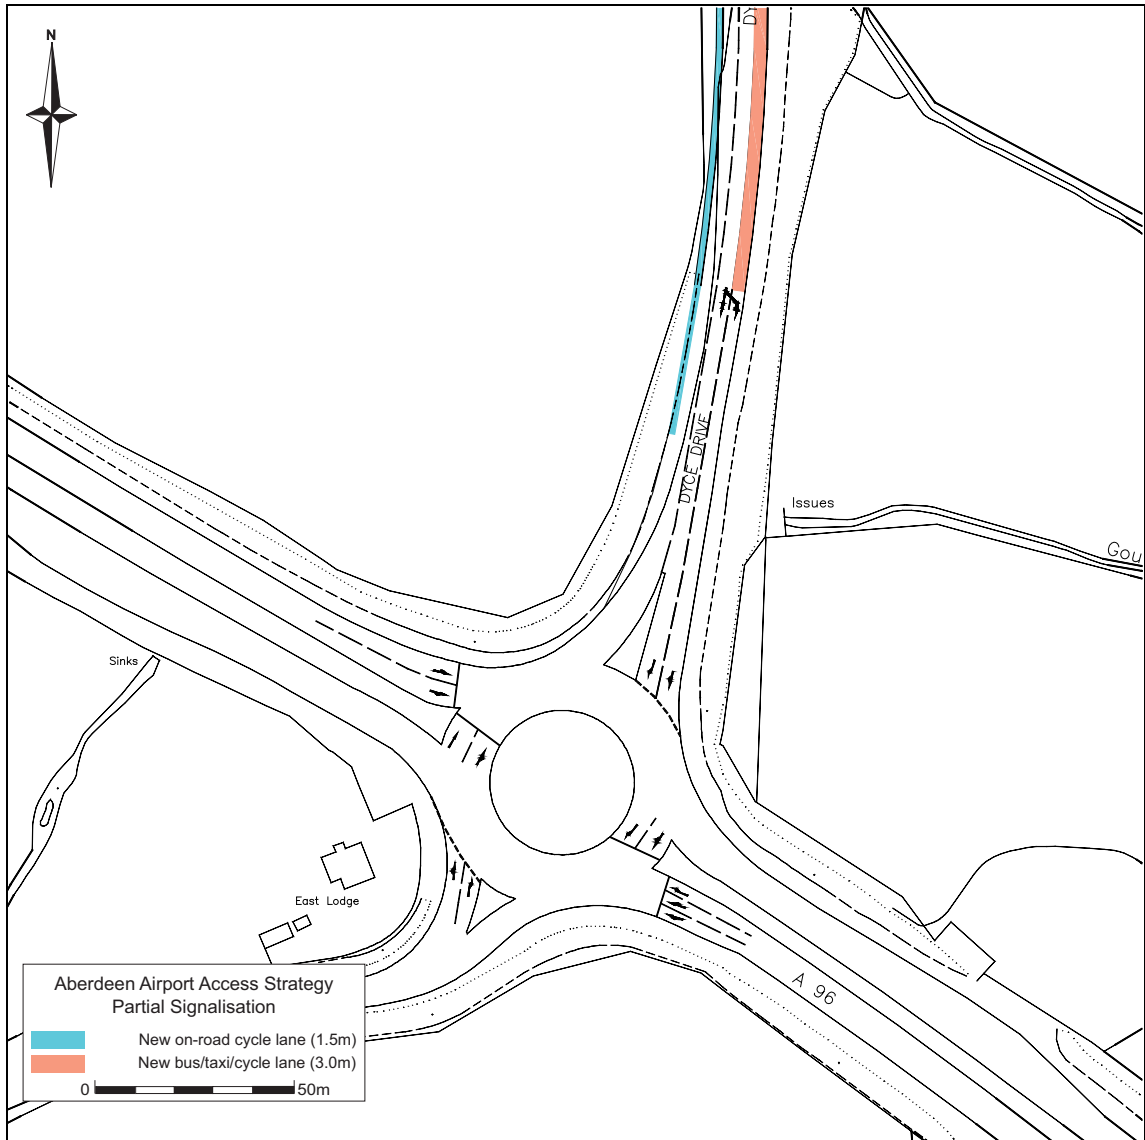 N
DY
DYCE DRIVE
Issues
Gou
Sinks
East Lodge
A 96
Aberdeen Airport Access Strategy
Partial Signalisation
New on-road cycle lane (1.5m)
New bus/taxi/cycle lane (3.0m)
0 50m